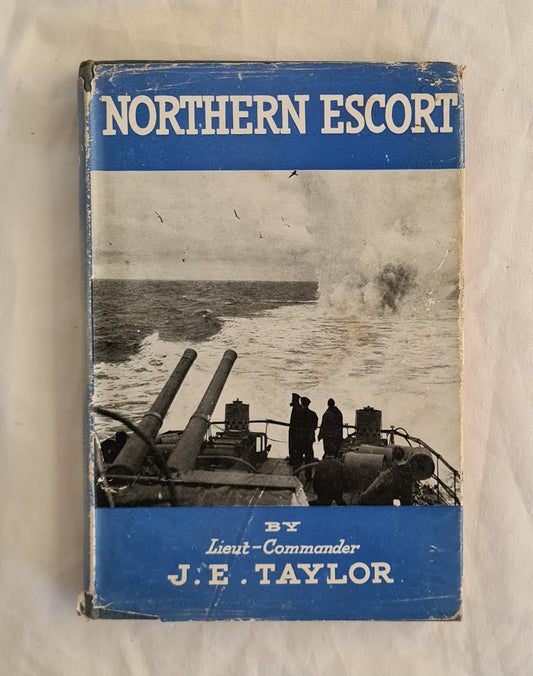 NORTHERN ESCORT
BY
Lieut-Commander
J. E. TAYLOR